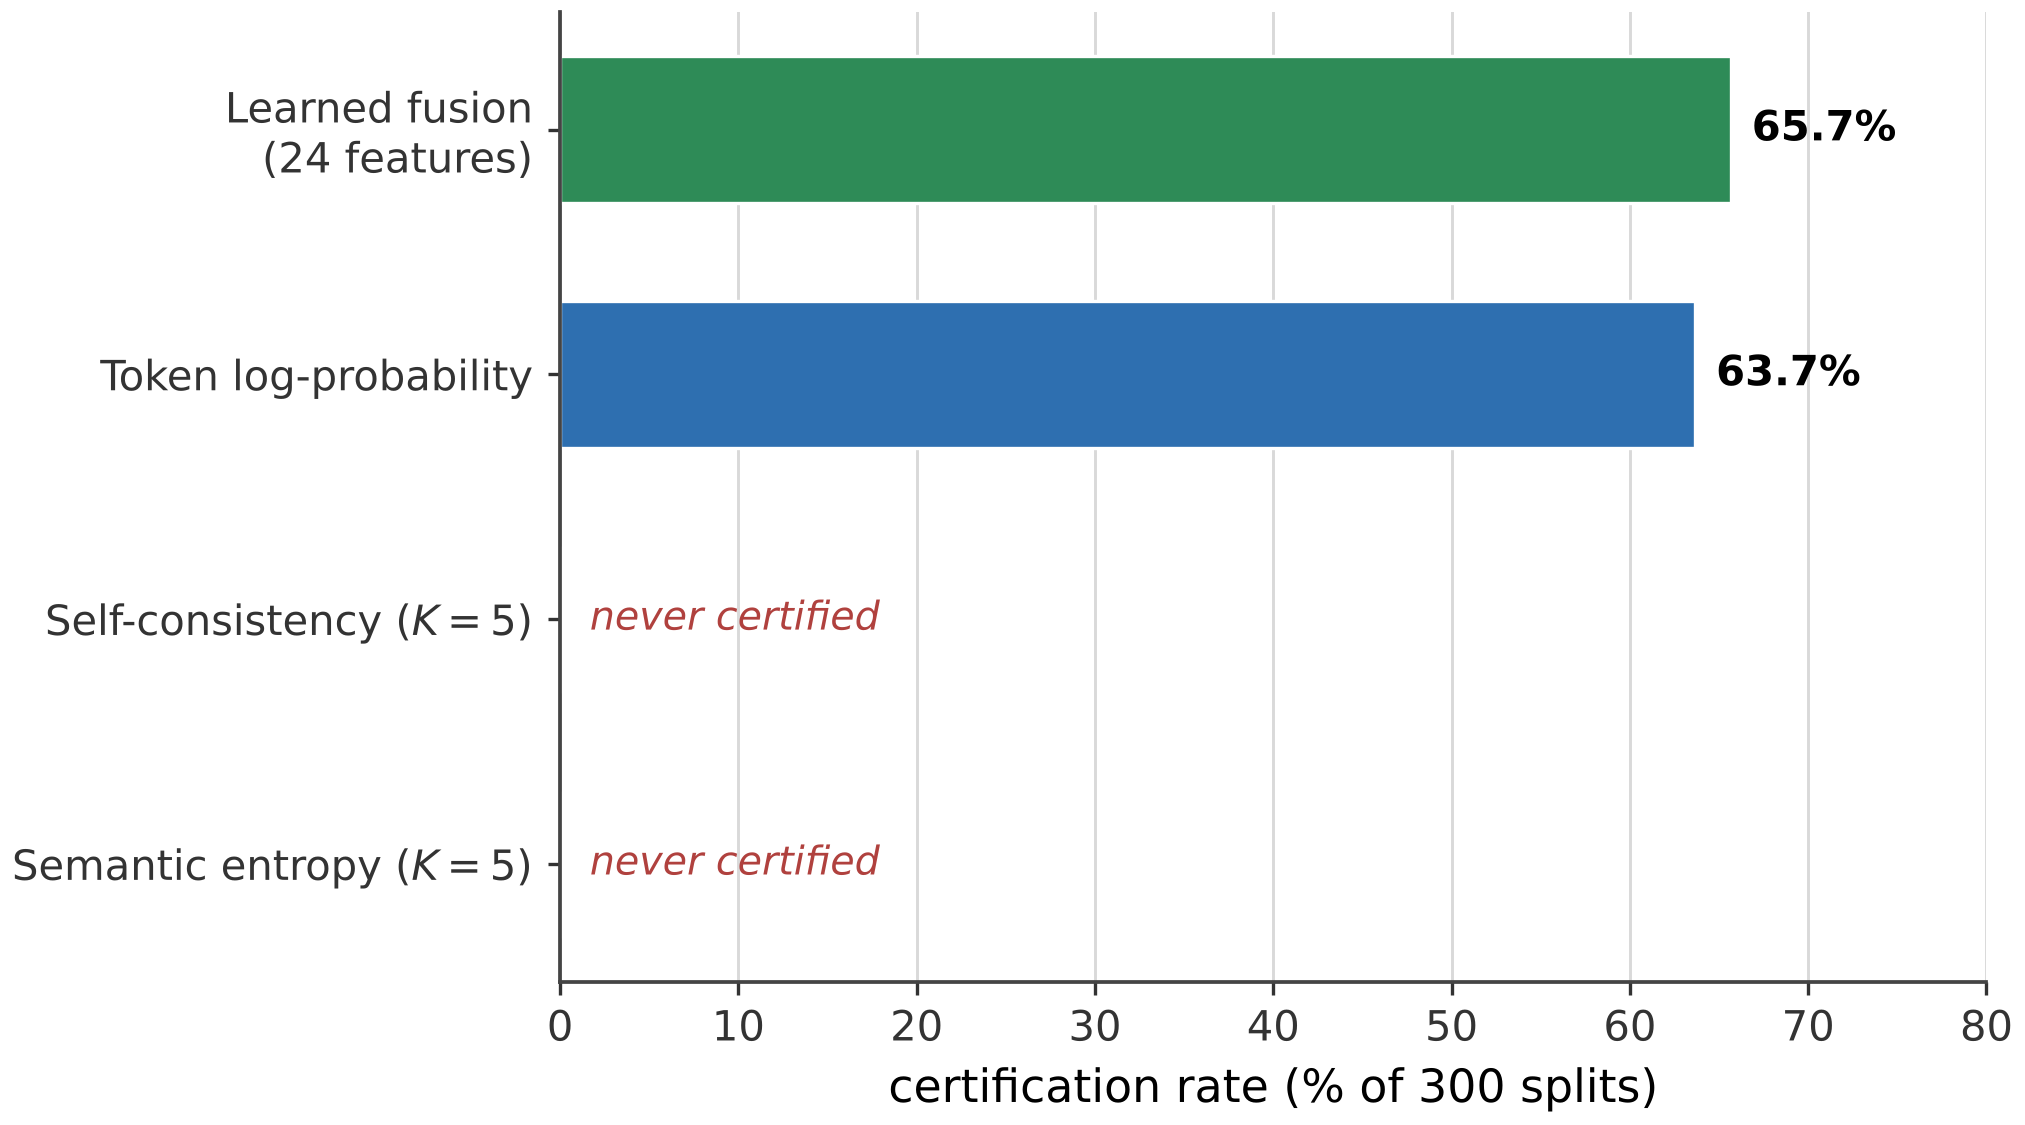 Learned fusion
(24 features)
65.7%
Token log-probability
63.7%
Self-consistency (K = 5)
never certified
Semantic entropy (K = 5)
never certified
0 10 20 30 40 50 60 70 80
certification rate (% of 300 splits)